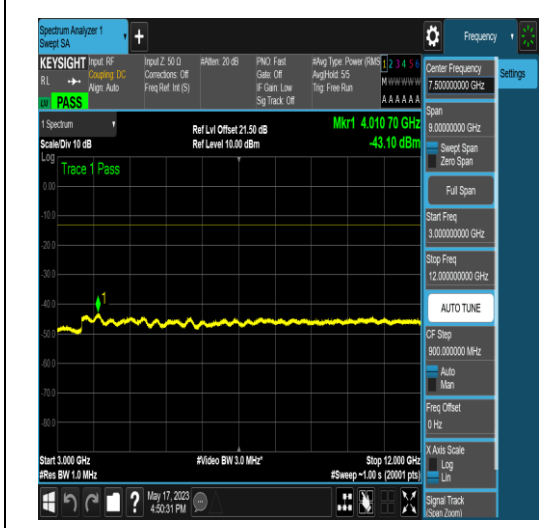 Spectrum Analyzer 1
Swept SA
Frequency
KEYSIGHT
RL
PASS
Input: RF
Coupling: DC
Align: Auto
Input Z: 50 Ω
Corrections: Off
Freq Ref: Int (S)
#Atten: 20 dB
PNO: Fast
Gate: Off
IF Gain: Low
Sig Track: Off
#Avg Type: Power (RMS
Avg|Hold: 5/5
Trig: Free Run
1 2 3 4 5 6
M W W W W W
A A A A A A
1 Spectrum
Scale/Div 10 dB
Log
Ref Lvl Offset 21.50 dB
Ref Level 10.00 dBm
Mkr1 4.010 70 GHz
-43.10 dBm
Trace 1 Pass
0.00
-10.0
-20.0
-30.0
-40.0
-50.0
-60.0
-70.0
-80.0
1
Start 3.000 GHz
#Res BW 1.0 MHz
#Video BW 3.0 MHz*
Stop 12.000 GHz
#Sweep ~1.00 s (20001 pts)
May 17, 2023
4:50:31 PM
Center Frequency
7.500000000 GHz
Settings
Span
9.00000000 GHz
Swept Span
Zero Span
Full Span
Start Freq
3.000000000 GHz
Stop Freq
12.000000000 GHz
AUTO TUNE
CF Step
900.000000 MHz
Auto
Man
Freq Offset
0 Hz
X Axis Scale
Log
Lin
Signal Track
(Span Zoom)